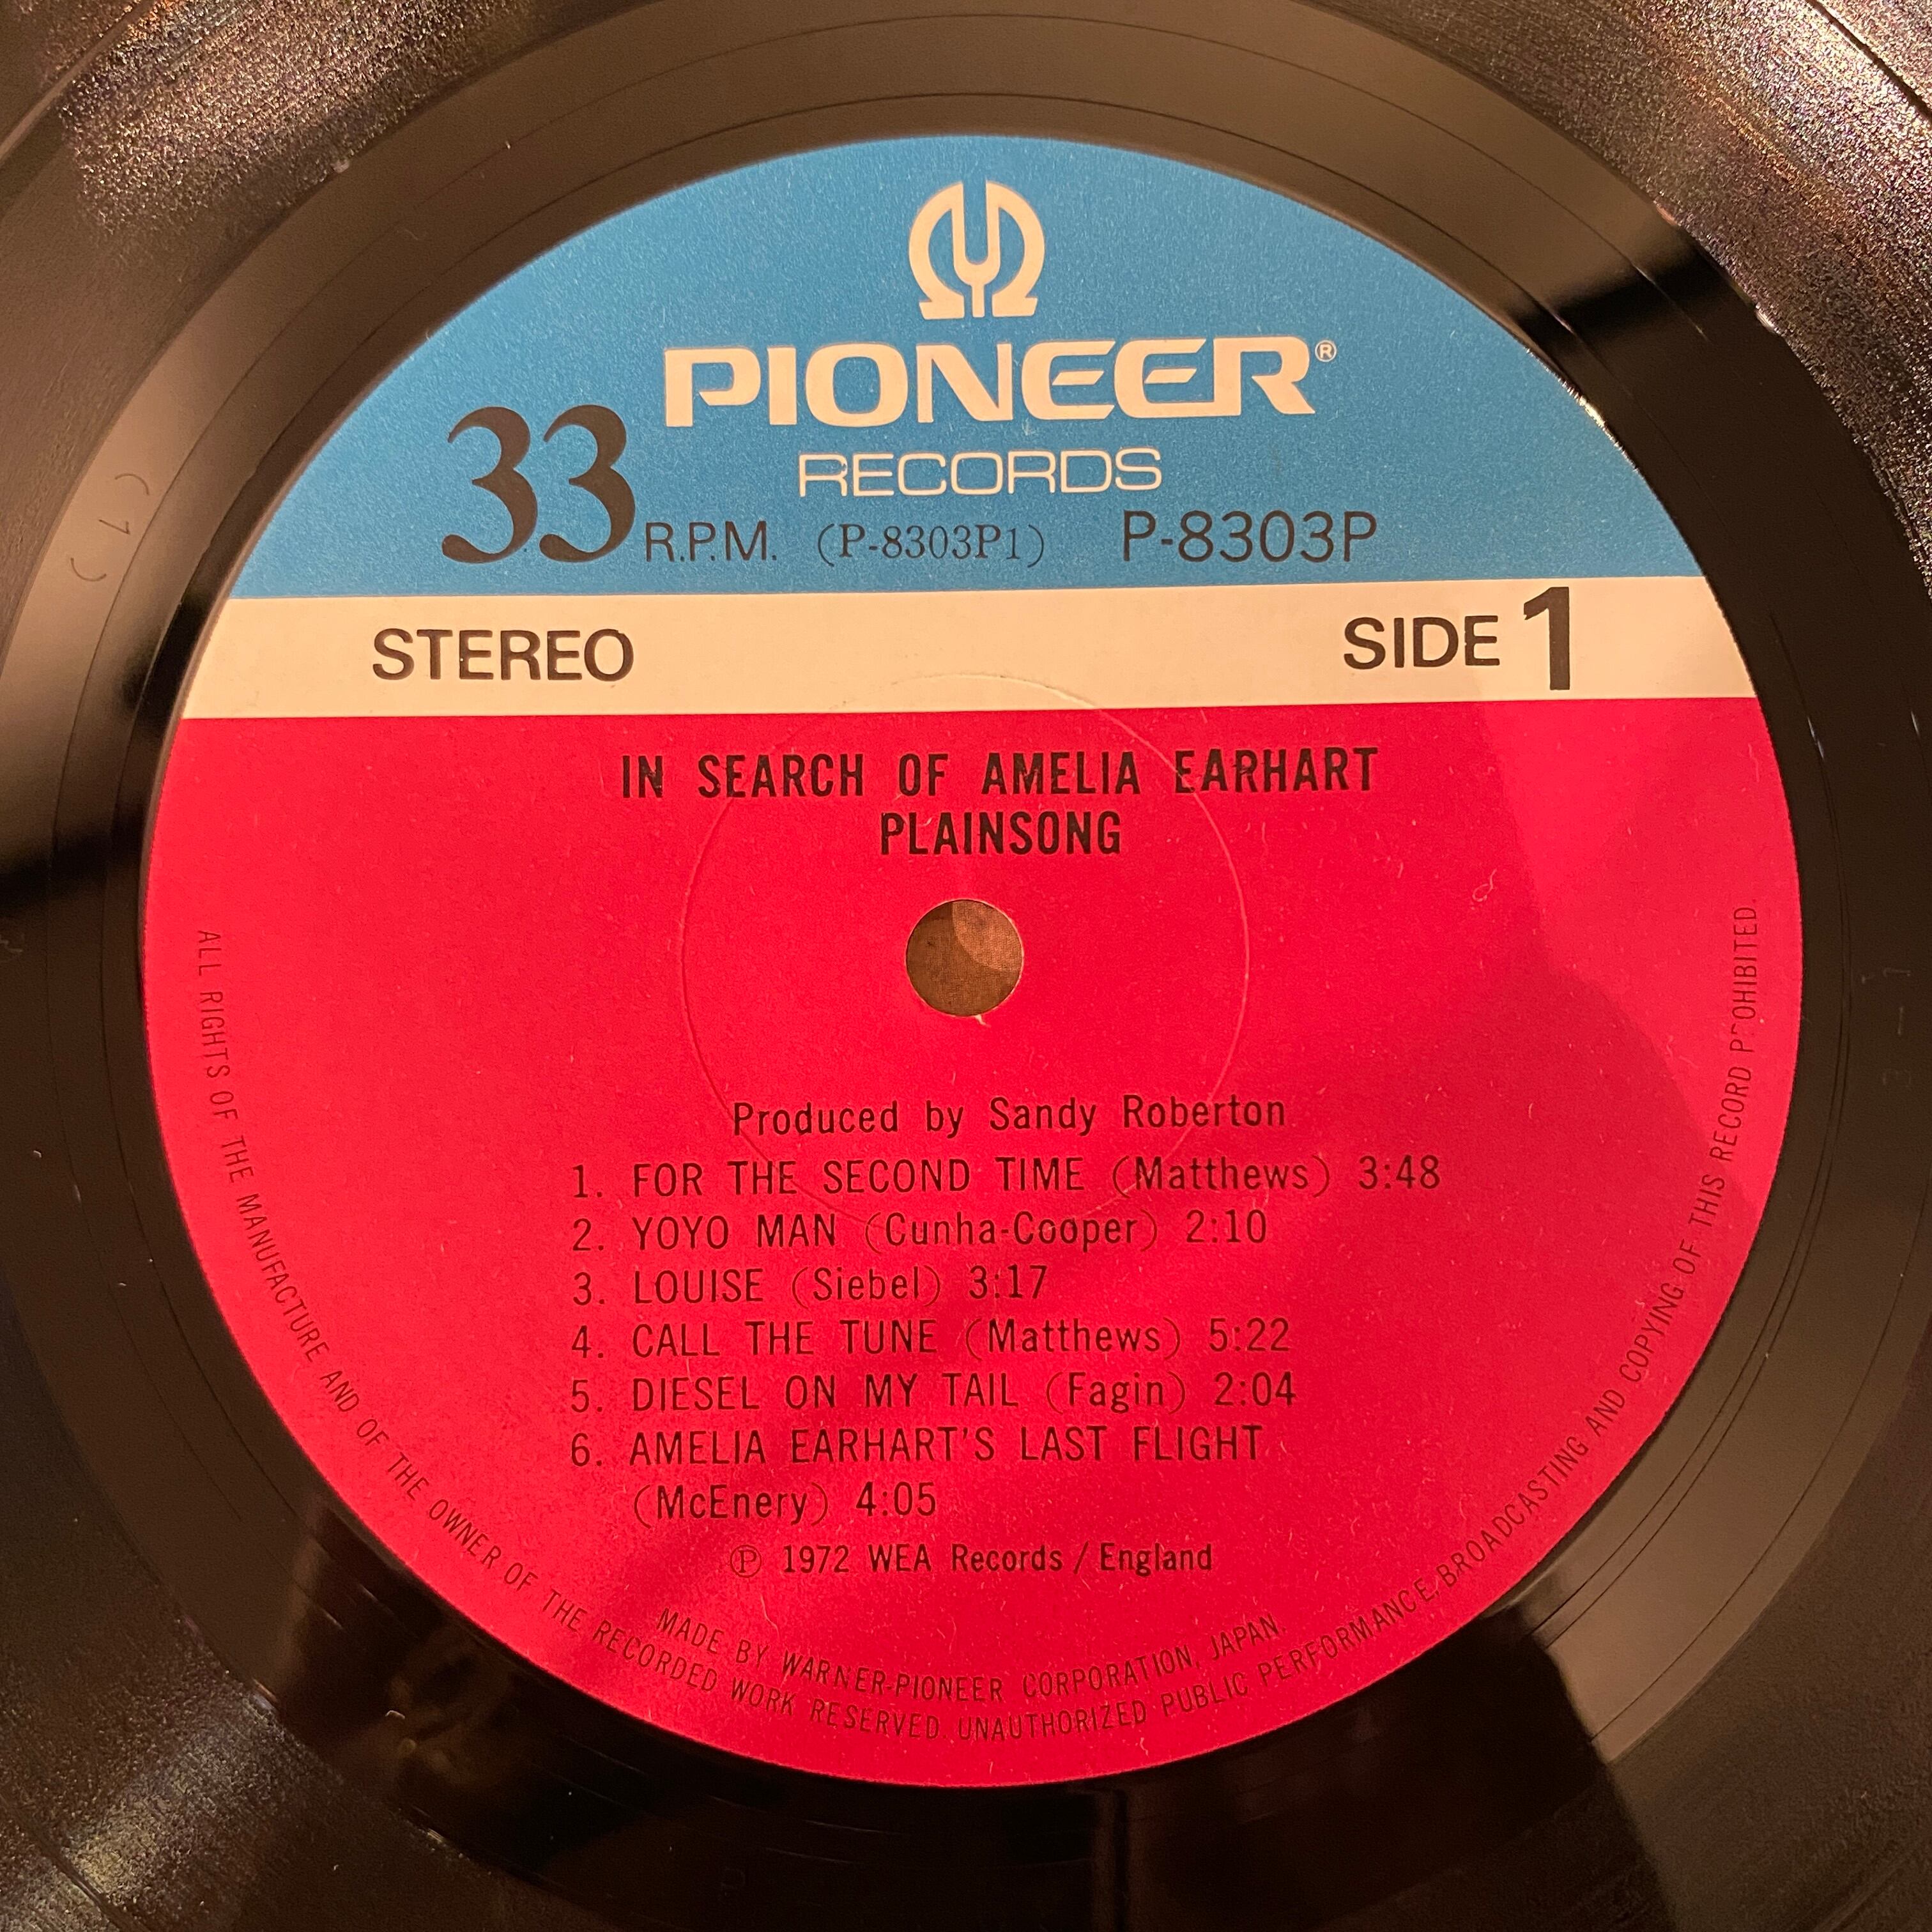 PIONEER®
RECORDS
33 R.P.M. (P-8303P1) P-8303P
STEREO SIDE 1
IN SEARCH OF AMELIA EARHART
PLAINSONG
Produced by Sandy Roberton
1. FOR THE SECOND TIME (Matthews) 3:48
2. YOYO MAN (Cunha-Cooper) 2:10
3. LOUISE (Siebel) 3:17
4. CALL THE TUNE (Matthews) 5:22
5. DIESEL ON MY TAIL (Fagin) 2:04
6. AMELIA EARHART'S LAST FLIGHT
(McEnery) 4:05
℗ 1972 WEA Records / England
MADE BY WARNER-PIONEER CORPORATION, JAPAN
ALL RIGHTS OF THE MANUFACTURE AND OF THE OWNER OF THE RECORDED WORK RESERVED. UNAUTHORIZED PUBLIC PERFORMANCE, BROADCASTING AND COPYING OF THIS RECORD PROHIBITED.